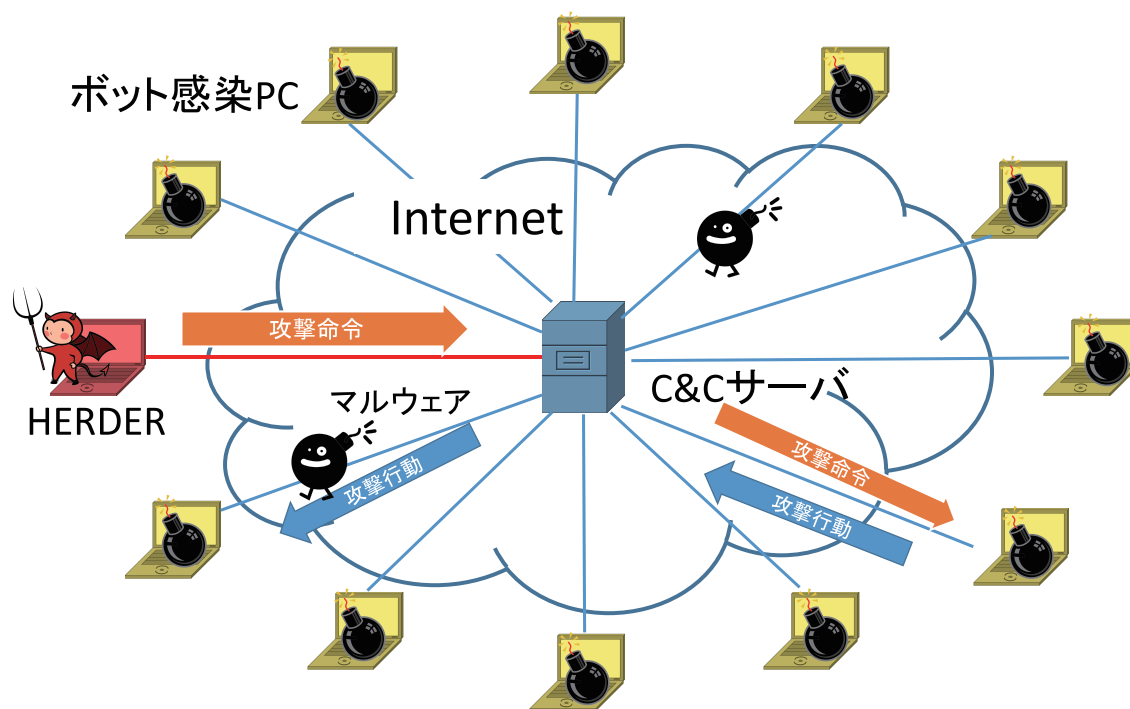 ボット感染PC
Internet
攻撃命令
HERDER
マルウェア
C&Cサーバ
攻撃行動
攻撃命令
攻撃行動